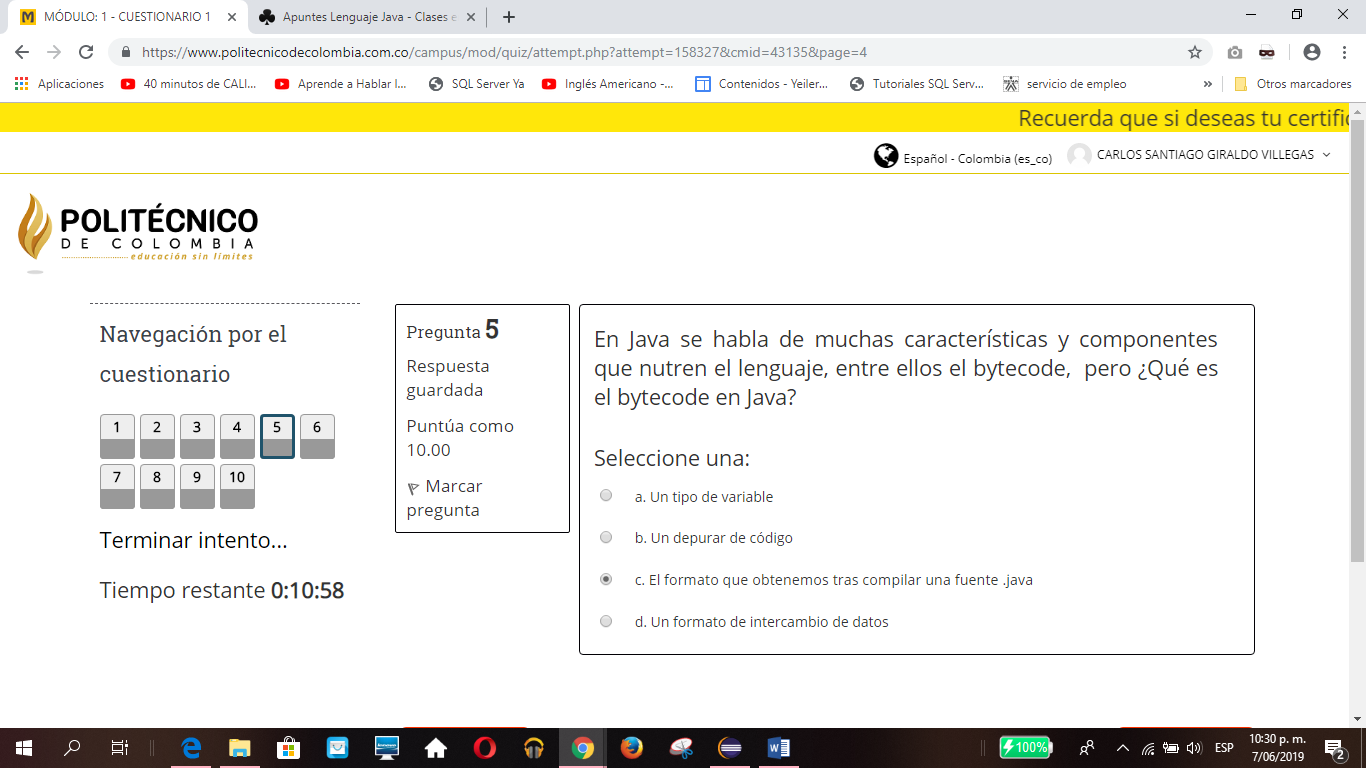 MÓDULO: 1 - CUESTIONARIO 1
Apuntes Lenguaje Java - Clases e
https://www.politecnicodecolombia.com.co/campus/mod/quiz/attempt.php?attempt=158327&cmid=43135&page=4
Aplicaciones
40 minutos de CALI...
Aprende a Hablar I...
SQL Server Ya
Inglés Americano -...
Contenidos - Yeiler...
Tutoriales SQL Serv...
servicio de empleo
»
Otros marcadores
Recuerda que si deseas tu certific
Español - Colombia (es_co)
CARLOS SANTIAGO GIRALDO VILLEGAS
POLITÉCNICO
DE COLOMBIA
educación sin límites
Navegación por el
cuestionario
1 2 3 4 5 6
7 8 9 10
Terminar intento...
Tiempo restante 0:10:58
Pregunta 5
Respuesta
guardada
Puntúa como
10.00
Marcar
pregunta
En Java se habla de muchas características y componentes
que nutren el lenguaje, entre ellos el bytecode, pero ¿Qué es
el bytecode en Java?
Seleccione una:
a. Un tipo de variable
b. Un depurar de código
c. El formato que obtenemos tras compilar una fuente .java
d. Un formato de intercambio de datos
100%
ESP
10:30 p. m.
7/06/2019
2